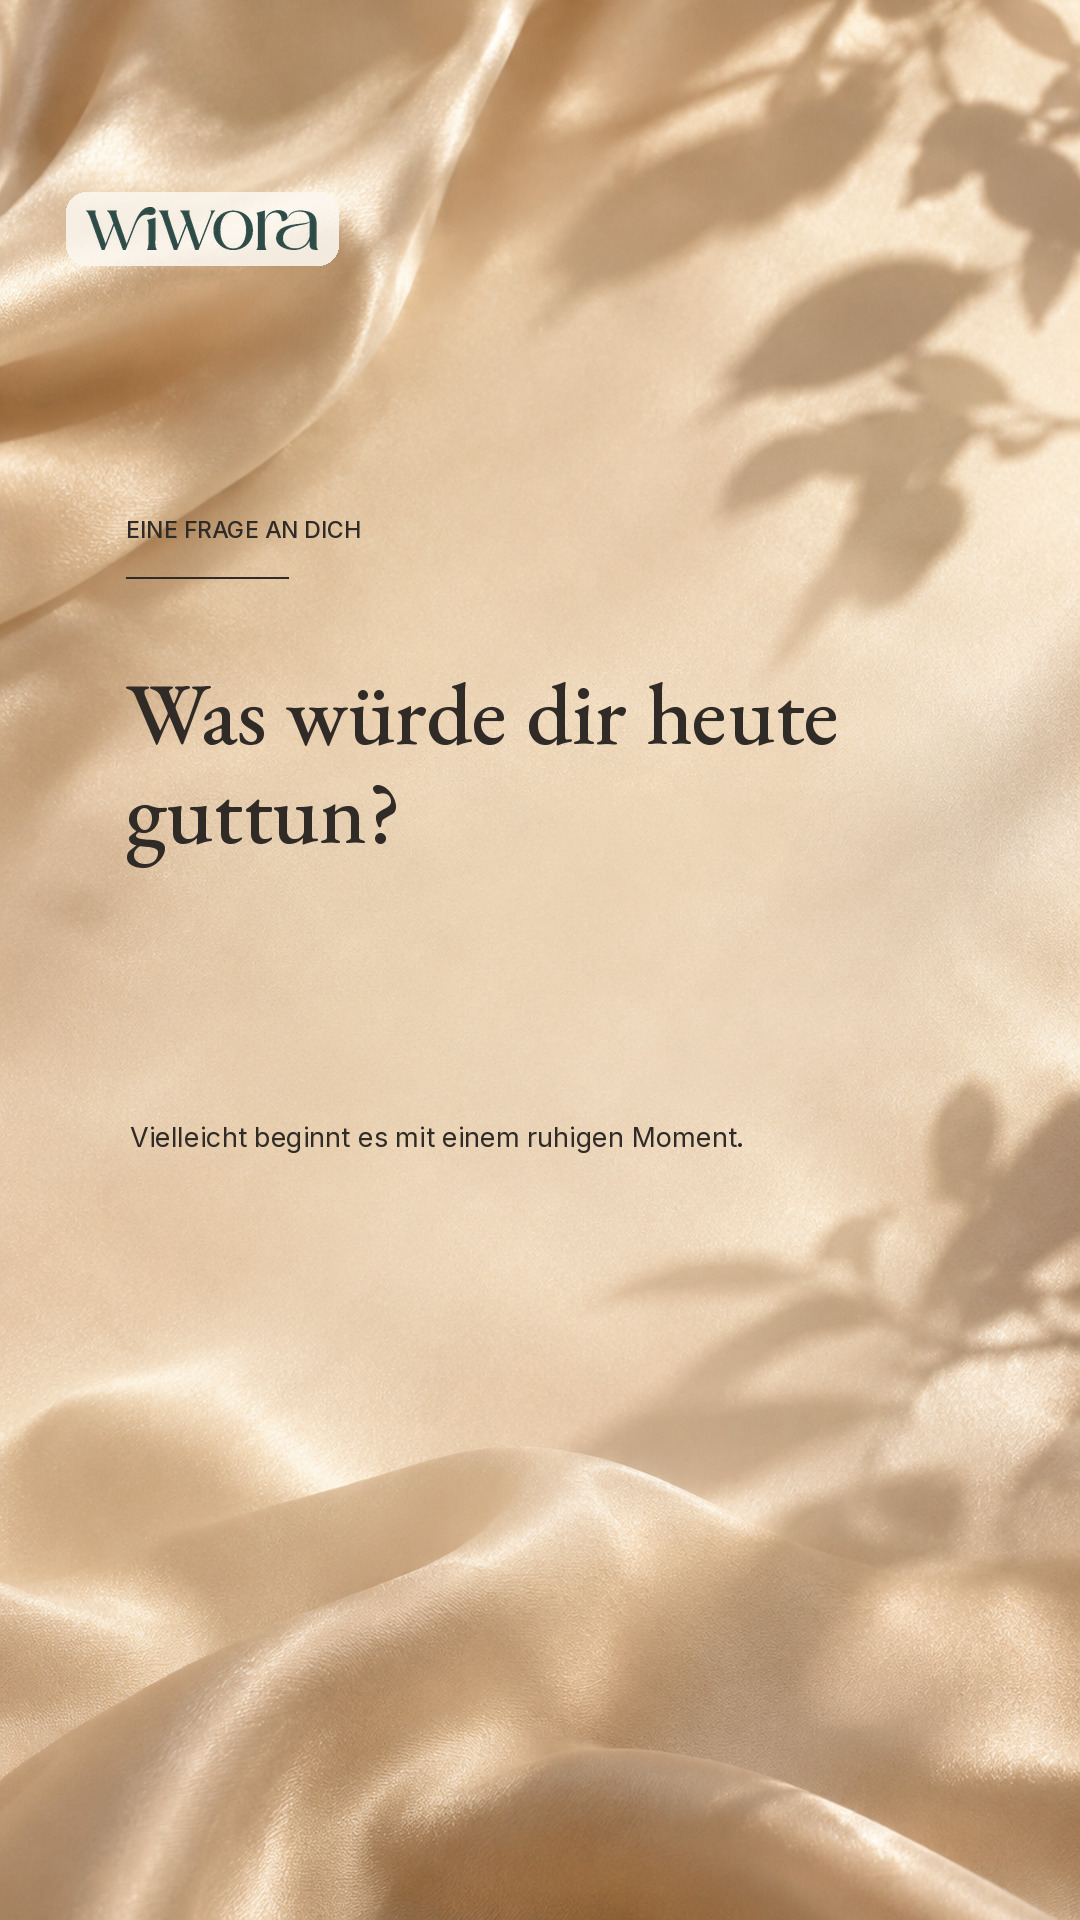 wiwora
EINE FRAGE AN DICH
Was würde dir heute
guttun?
Vielleicht beginnt es mit einem ruhigen Moment.